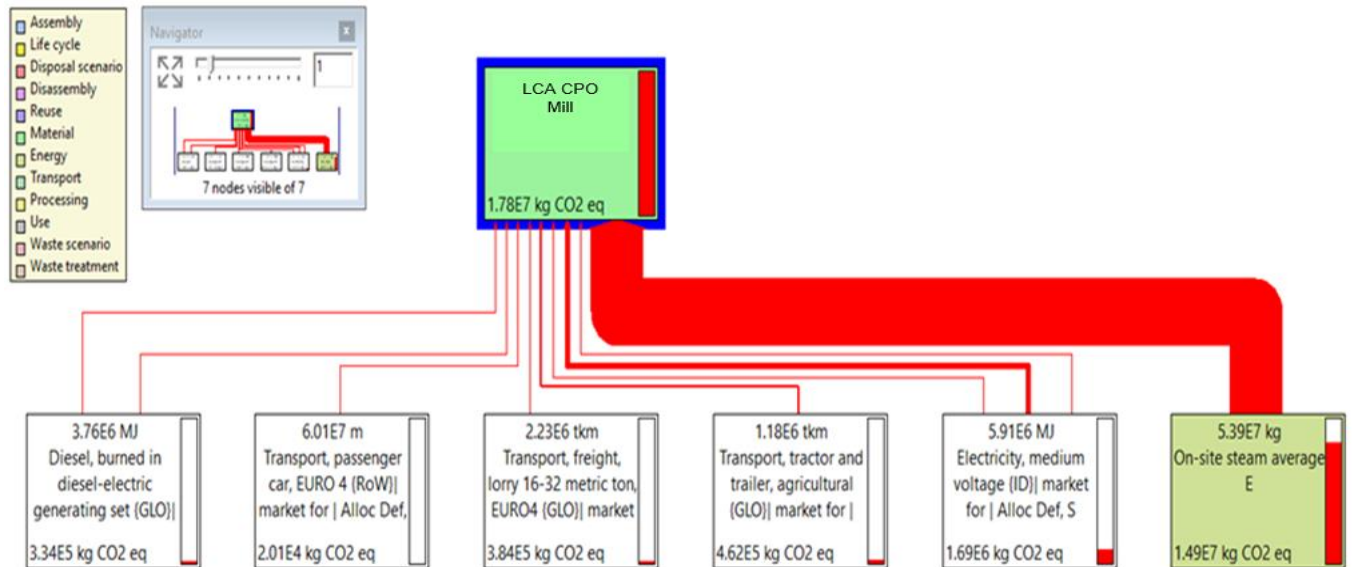 Assembly
Life cycle
Disposal scenario
Disassembly
Reuse
Material
Energy
Transport
Processing
Use
Waste scenario
Waste treatment
Navigator
x
1
7 nodes visible of 7
LCA CPO
Mill
1.78E7 kg CO2 eq
3.76E6 MJ
Diesel, burned in
diesel-electric
generating set {GLO}|
3.34E5 kg CO2 eq
6.01E7 m
Transport, passenger
car, EURO 4 {RoW}|
market for | Alloc Def,
2.01E4 kg CO2 eq
2.23E6 tkm
Transport, freight,
lorry 16-32 metric ton,
EURO4 {GLO}| market
3.84E5 kg CO2 eq
1.18E6 tkm
Transport, tractor and
trailer, agricultural
{GLO}| market for |
4.62E5 kg CO2 eq
5.91E6 MJ
Electricity, medium
voltage {ID}| market
for | Alloc Def, S
1.69E6 kg CO2 eq
5.39E7 kg
On-site steam average
E
1.49E7 kg CO2 eq